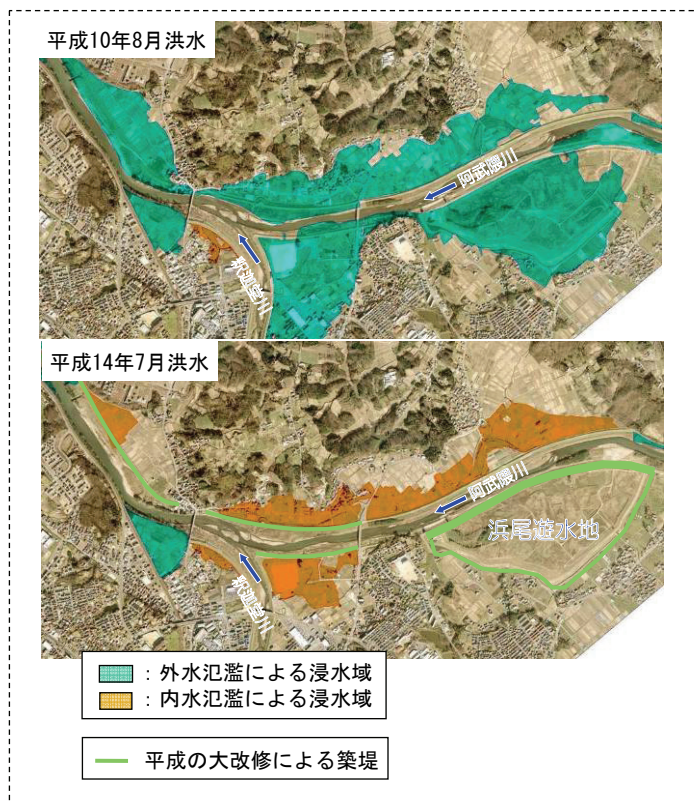 平成10年8月洪水
阿武隈川
釈迦堂川
平成14年7月洪水
阿武隈川
浜尾遊水地
釈迦堂川
：外水氾濫による浸水域
：内水氾濫による浸水域
平成の大改修による築堤